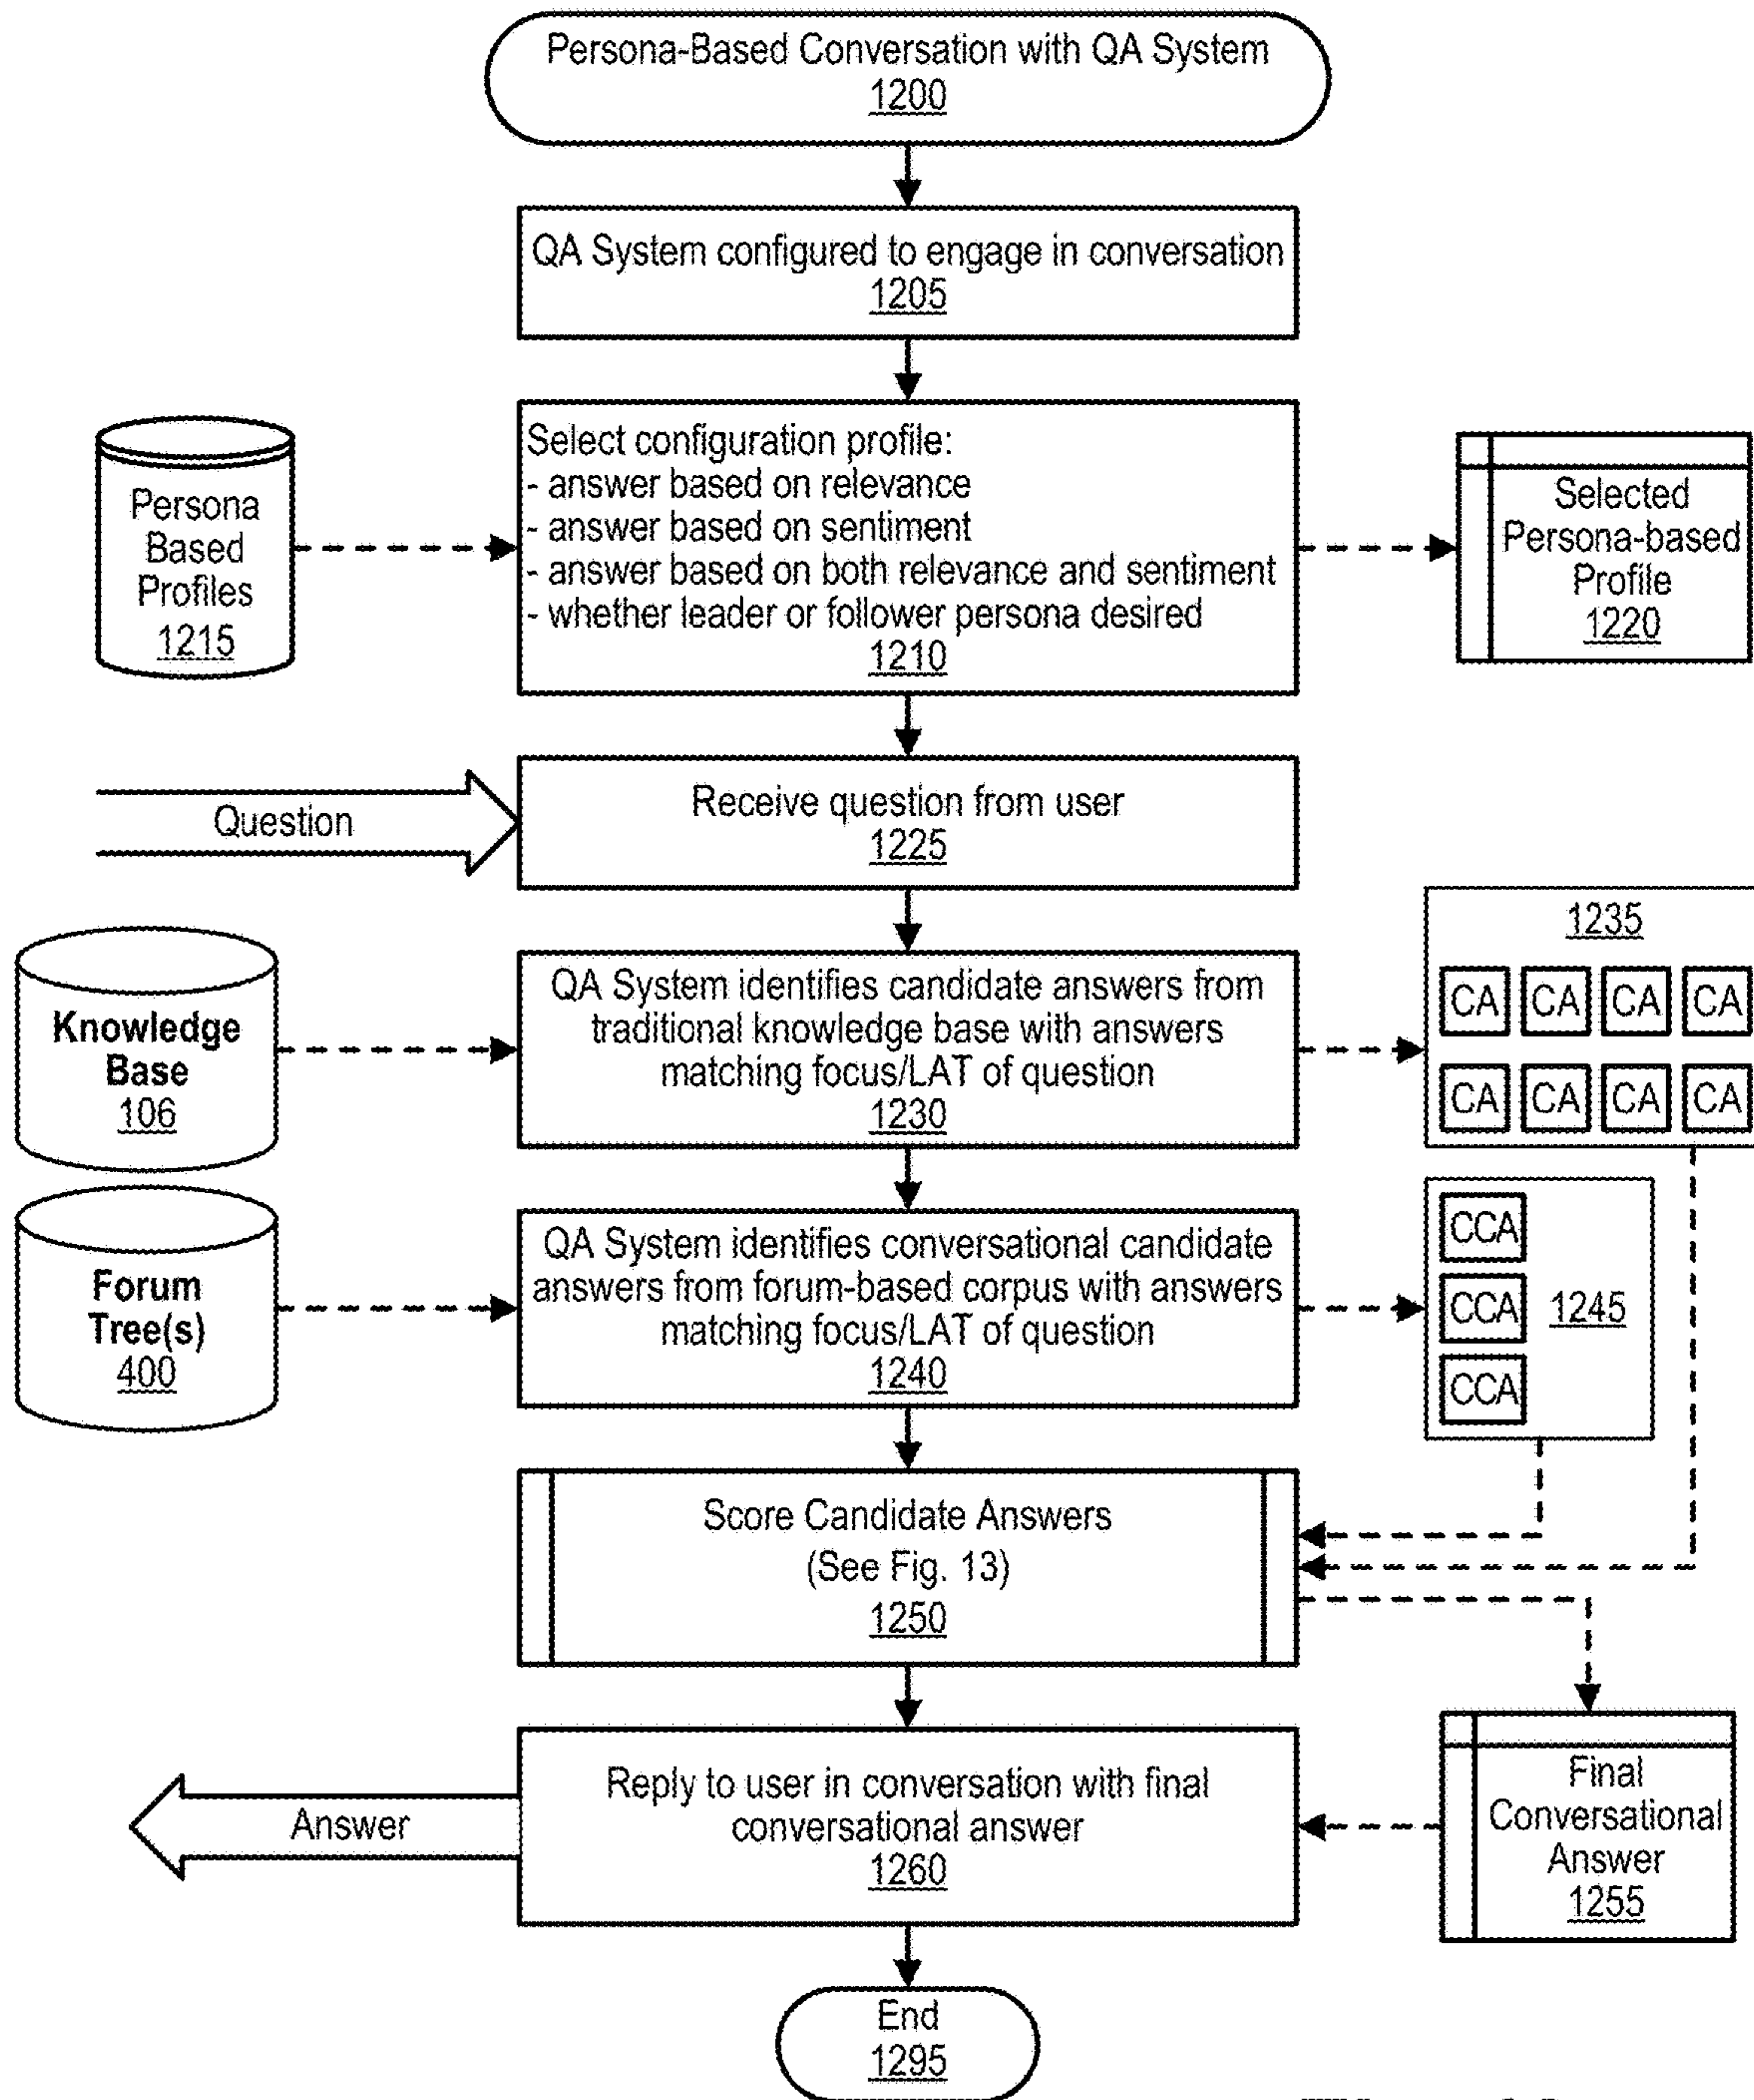 Persona-Based Conversation with QA System
1200
QA System configured to engage in conversation
1205
Persona
Based
Profiles
1215
Select configuration profile:
- answer based on relevance
- answer based on sentiment
- answer based on both relevance and sentiment
- whether leader or follower persona desired
1210
Selected
Persona-based
Profile
1220
Question
Receive question from user
1225
Knowledge
Base
106
QA System identifies candidate answers from
traditional knowledge base with answers
matching focus/LAT of question
1230
1235
CA CA CA CA
CA CA CA CA
Forum
Tree(s)
400
QA System identifies conversational candidate
answers from forum-based corpus with answers
matching focus/LAT of question
1240
CCA
CCA 1245
CCA
Score Candidate Answers
(See Fig. 13)
1250
Answer
Reply to user in conversation with final
conversational answer
1260
Final
Conversational
Answer
1255
End
1295